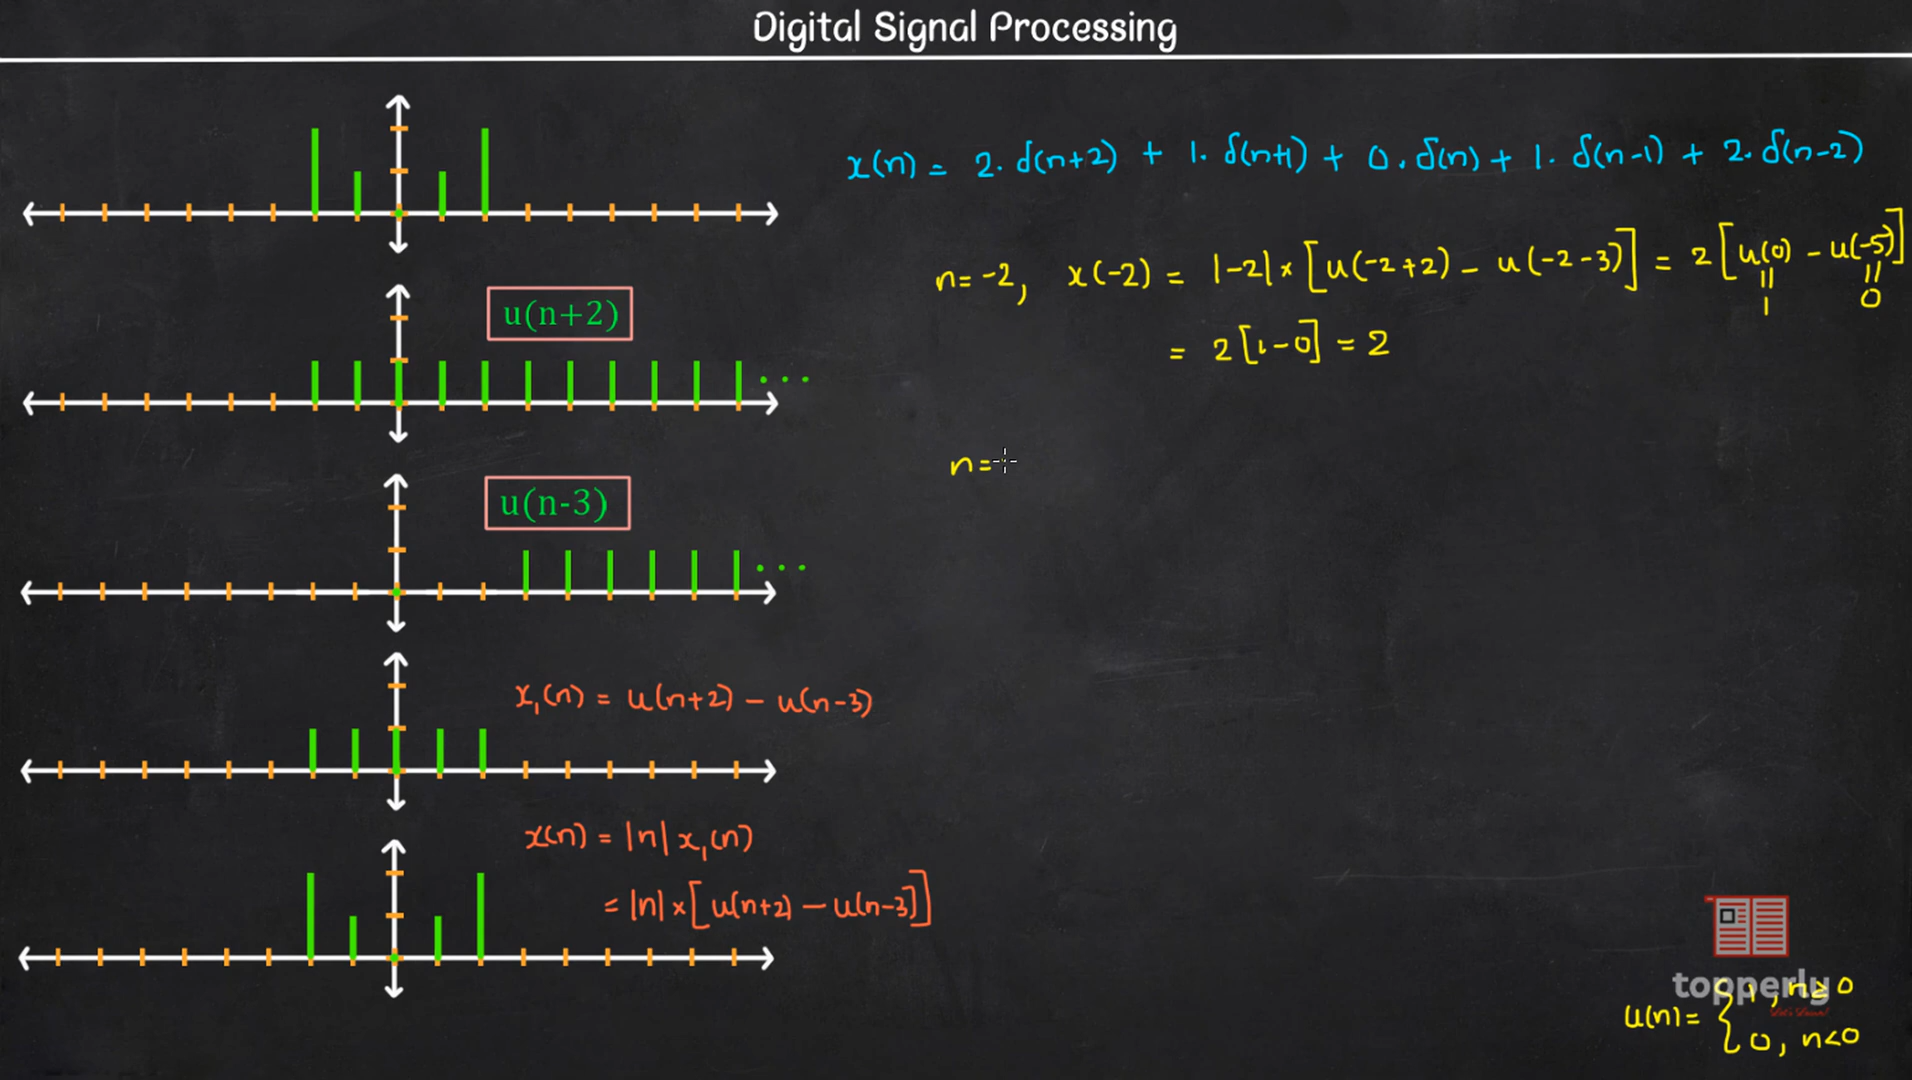 Digital Signal Processing
x(n) = 2. δ(n+2) + 1. δ(n+1) + 0. δ(n) + 1. δ(n-1) + 2. δ(n-2)
n= -2, x(-2) = |-2| × [u(-2+2) - u(-2-3)] = 2 [u(0) - u(-5)]
= 1
= 0
= 2 [1-0] = 2
u(n+2)
n= -
u(n-3)
x₁(n) = u(n+2) - u(n-3)
x(n) = |n| x₁(n)
= |n| × [u(n+2) - u(n-3)]
topperly
u(n) = { 1, n≥0
0, n<0